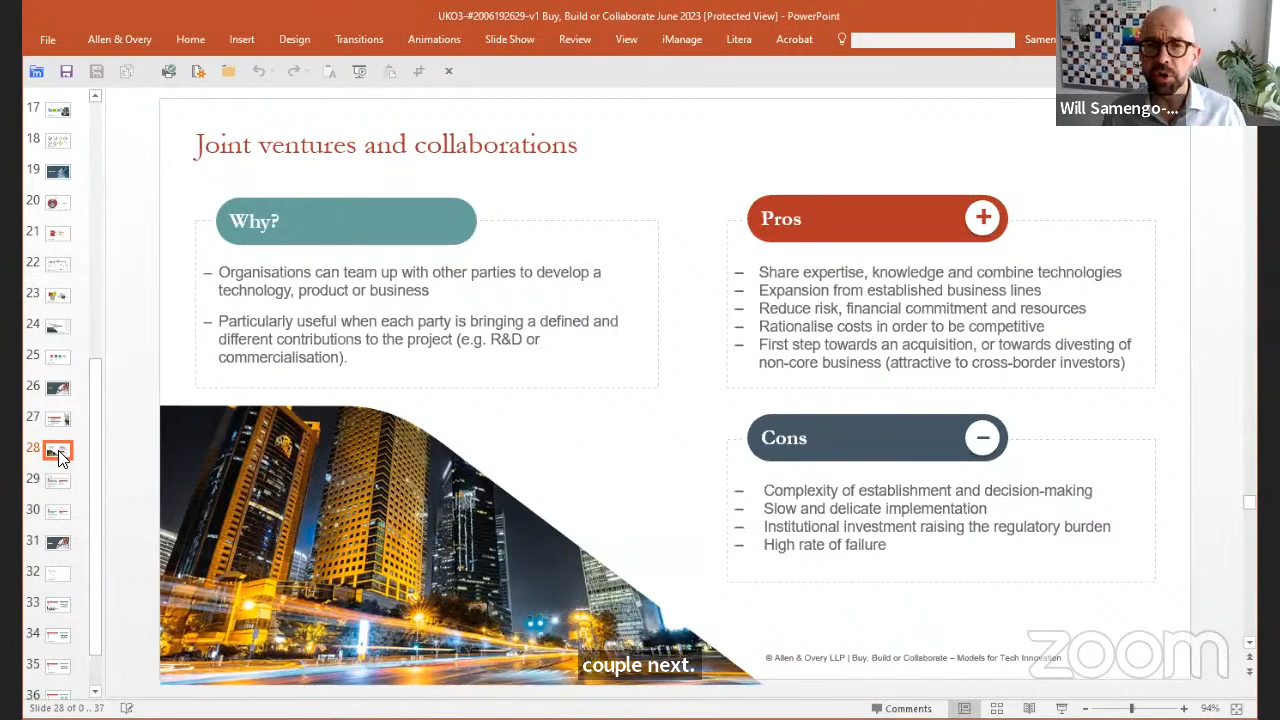 UKO3-#2006192629-v1 Buy, Build or Collaborate June 2023 [Protected View] - PowerPoint
File Allen & Overy Home Insert Design Transitions Animations Slide Show Review View iManage Litera Acrobat Samen
Will Samengo-...
17
18
19
20
21
22
23
24
25
26
27
28
29
30
31
32
33
34
35
36
Joint ventures and collaborations
Why?
– Organisations can team up with other parties to develop a
technology, product or business
– Particularly useful when each party is bringing a defined and
different contributions to the project (e.g. R&D or
commercialisation).
Pros +
– Share expertise, knowledge and combine technologies
– Expansion from established business lines
– Reduce risk, financial commitment and resources
– Rationalise costs in order to be competitive
– First step towards an acquisition, or towards divesting of
non-core business (attractive to cross-border investors)
Cons –
– Complexity of establishment and decision-making
– Slow and delicate implementation
– Institutional investment raising the regulatory burden
– High rate of failure
couple next.
© Allen & Overy LLP | Buy, Build or Collaborate – Models for Tech Innovation
zoom
Slide 28 of 0 .. 37 Comments 94%